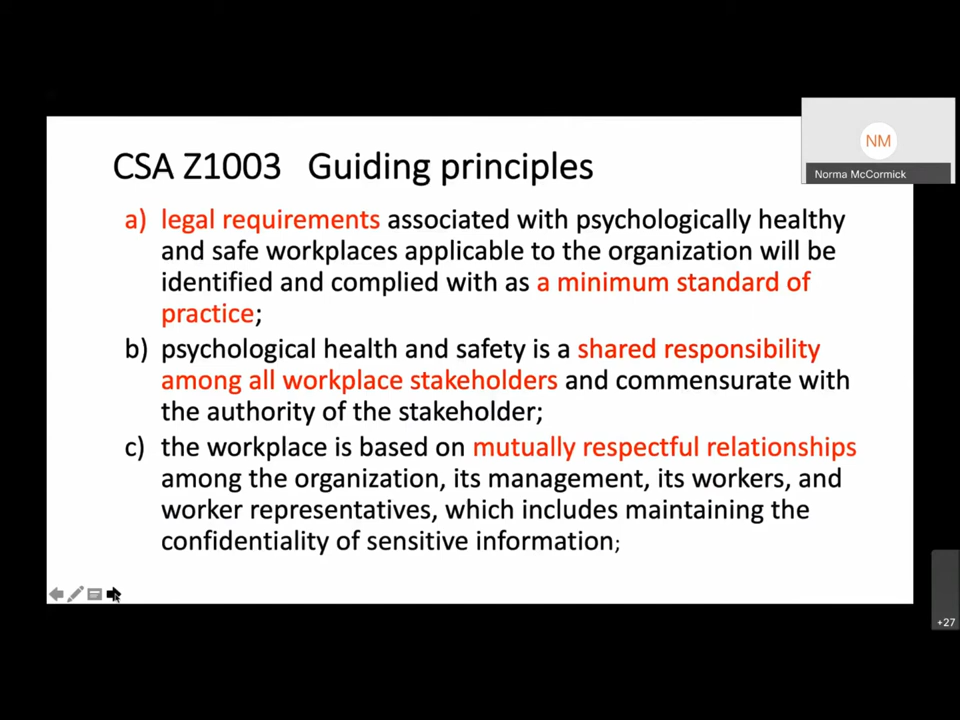 CSA Z1003 Guiding principles
NM
Norma McCormick
a) legal requirements associated with psychologically healthy
and safe workplaces applicable to the organization will be
identified and complied with as a minimum standard of
practice;
b) psychological health and safety is a shared responsibility
among all workplace stakeholders and commensurate with
the authority of the stakeholder;
c) the workplace is based on mutually respectful relationships
among the organization, its management, its workers, and
worker representatives, which includes maintaining the
confidentiality of sensitive information;
+27